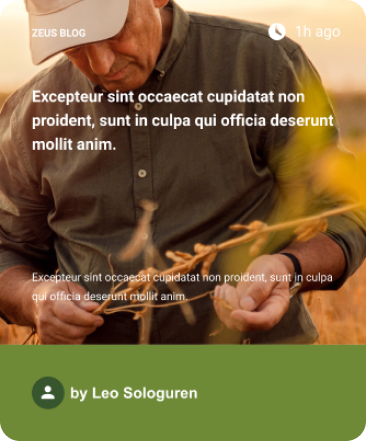 ZEUS BLOG
1h ago
Excepteur sint occaecat cupidatat non
proident, sunt in culpa qui officia deserunt
mollit anim.
Excepteur sint occaecat cupidatat non proident, sunt in culpa
qui officia deserunt mollit anim.
by Leo Sologuren